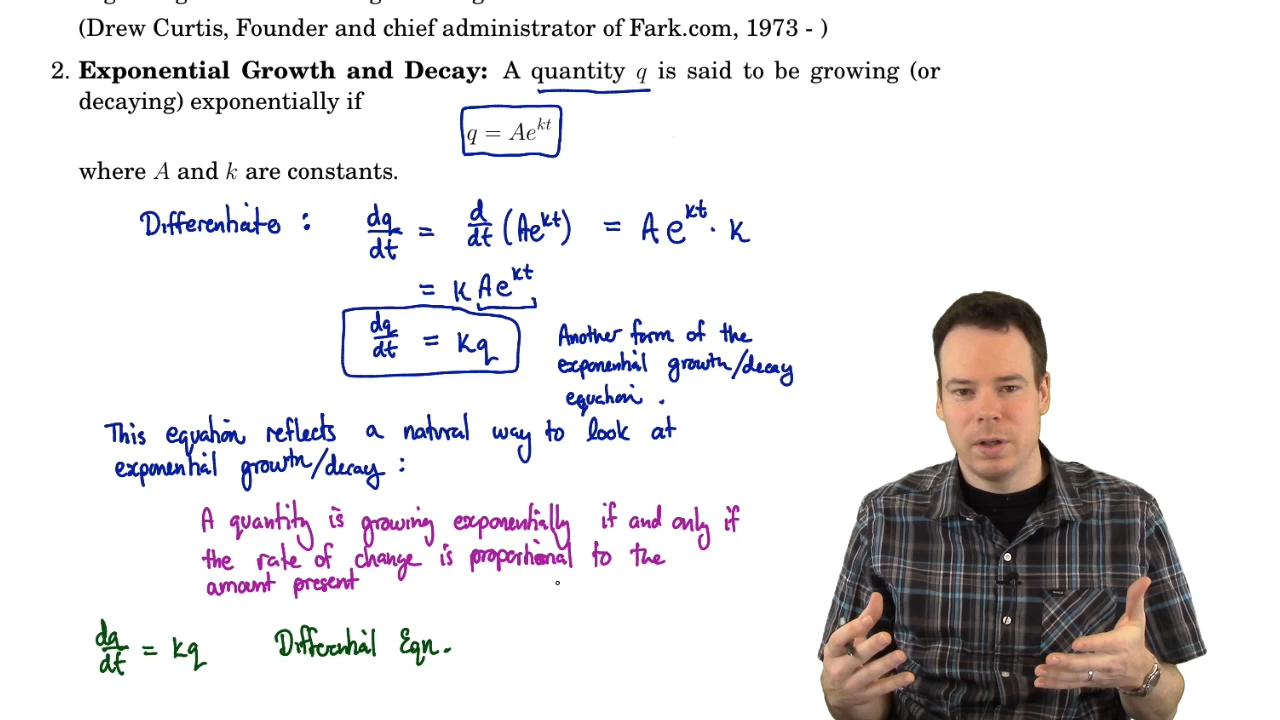 (Drew Curtis, Founder and chief administrator of Fark.com, 1973 - )
2. Exponential Growth and Decay: A quantity q is said to be growing (or
decaying) exponentially if
q = Ae^{kt}
where A and k are constants.
Differentiate : dq/dt = d/dt (Ae^{kt}) = Ae^{kt} · k
= k Ae^{kt}
dq/dt = kq
Another form of the
exponential growth/decay
equation .
This equation reflects a natural way to look at
exponential growth/decay :
A quantity is growing exponentially if and only if
the rate of change is proportional to the
amount present
dq/dt = kq Differential Eqn.